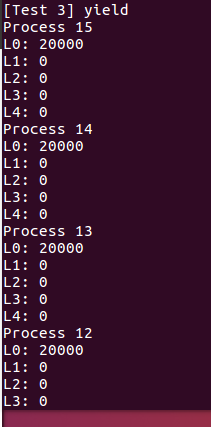 [Test 3] yield
Process 15
L0: 20000
L1: 0
L2: 0
L3: 0
L4: 0
Process 14
L0: 20000
L1: 0
L2: 0
L3: 0
L4: 0
Process 13
L0: 20000
L1: 0
L2: 0
L3: 0
L4: 0
Process 12
L0: 20000
L1: 0
L2: 0
L3: 0